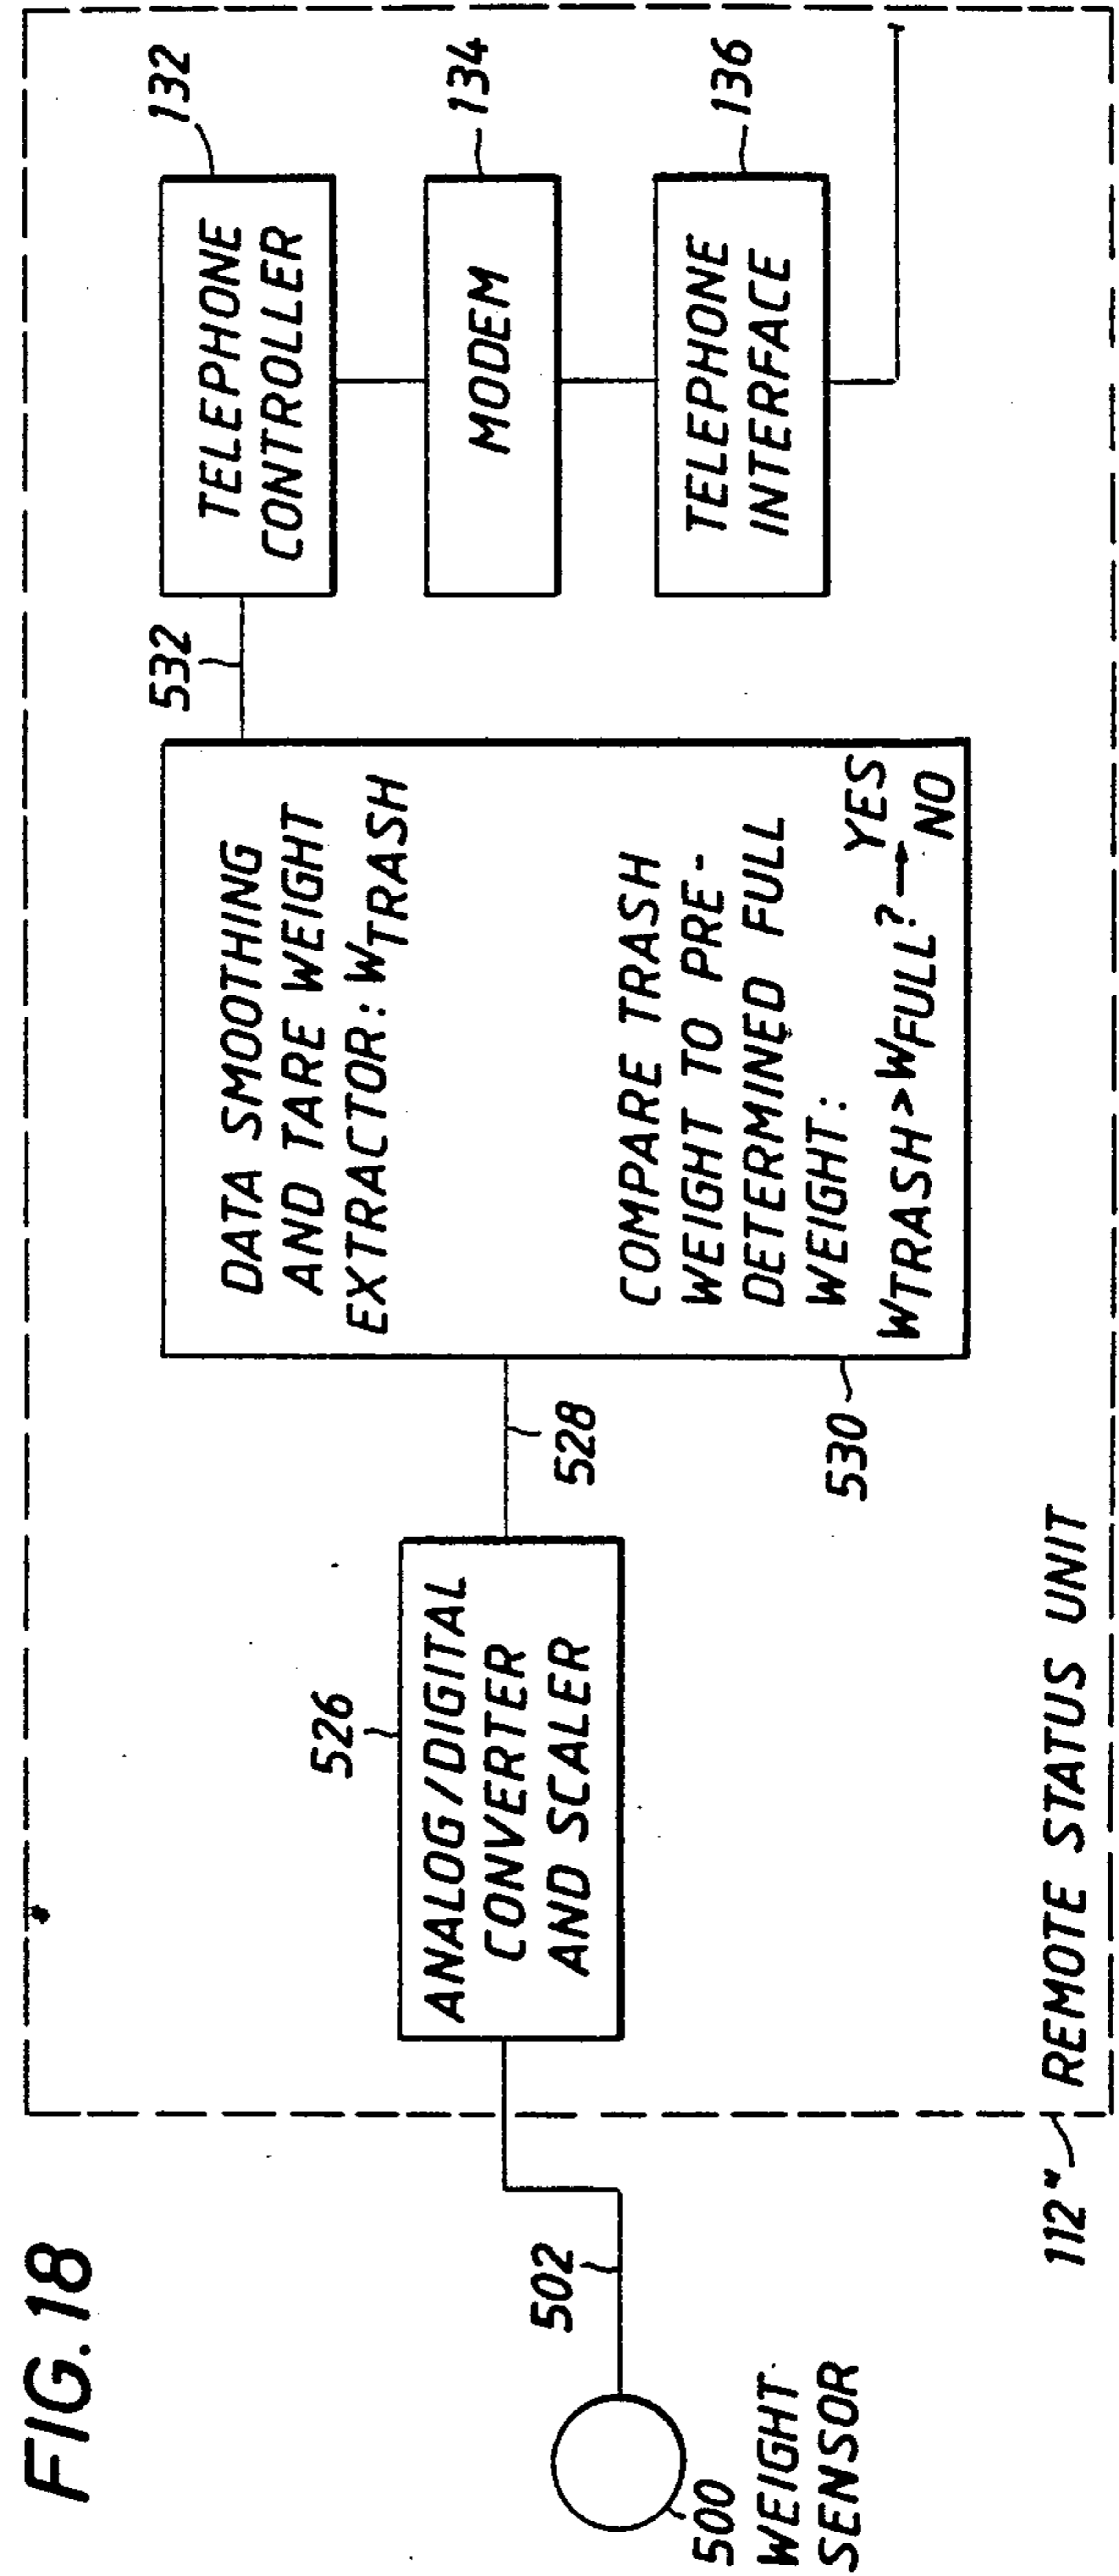 FIG. 18
500
WEIGHT
SENSOR
502
112"
REMOTE STATUS UNIT
526
ANALOG/DIGITAL
CONVERTER
AND SCALER
528
530
DATA SMOOTHING
AND TARE WEIGHT
EXTRACTOR: WTRASH
COMPARE TRASH
WEIGHT TO PRE-
DETERMINED FULL
WEIGHT:
WTRASH>WFULL? → YES
NO
532
TELEPHONE
CONTROLLER
132
MODEM
134
TELEPHONE
INTERFACE
136